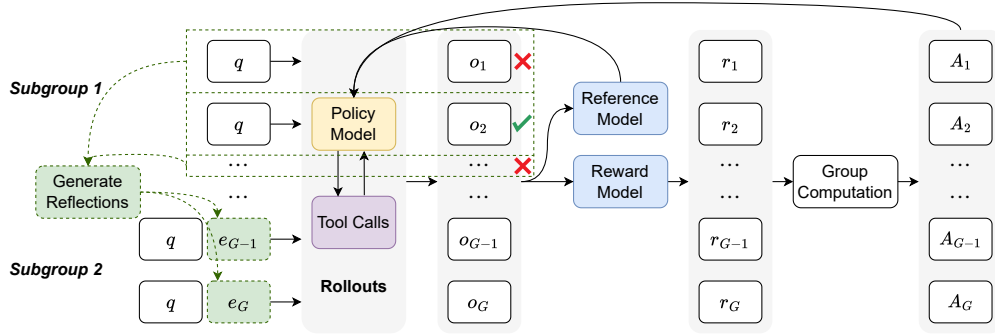 Subgroup 1
q
q
...
...
Generate
Reflections
q
e_{G-1}
Subgroup 2
q
e_G
Policy
Model
Tool Calls
Rollouts
o_1
o_2
...
...
o_{G-1}
o_G
Reference
Model
Reward
Model
r_1
r_2
...
...
r_{G-1}
r_G
Group
Computation
A_1
A_2
...
...
A_{G-1}
A_G